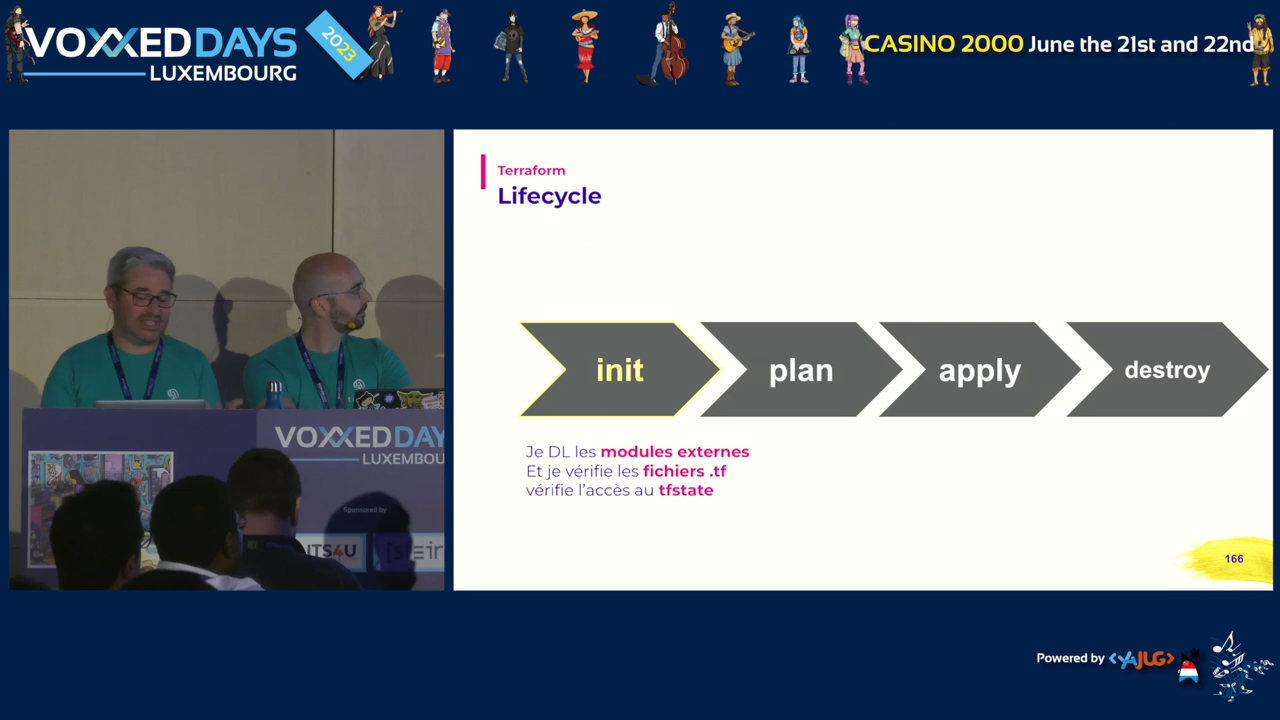 VOXXED DAYS
LUXEMBOURG
2023
CASINO 2000 June the 21st and 22nd
Terraform
Lifecycle
init
plan
apply
destroy
Je DL les modules externes
Et je vérifie les fichiers .tf
vérifie l'accès au tfstate
166
VOXXED DAY
LUXEMBOU
Sponsored by
ITS4U
Powered by <YAJUG>